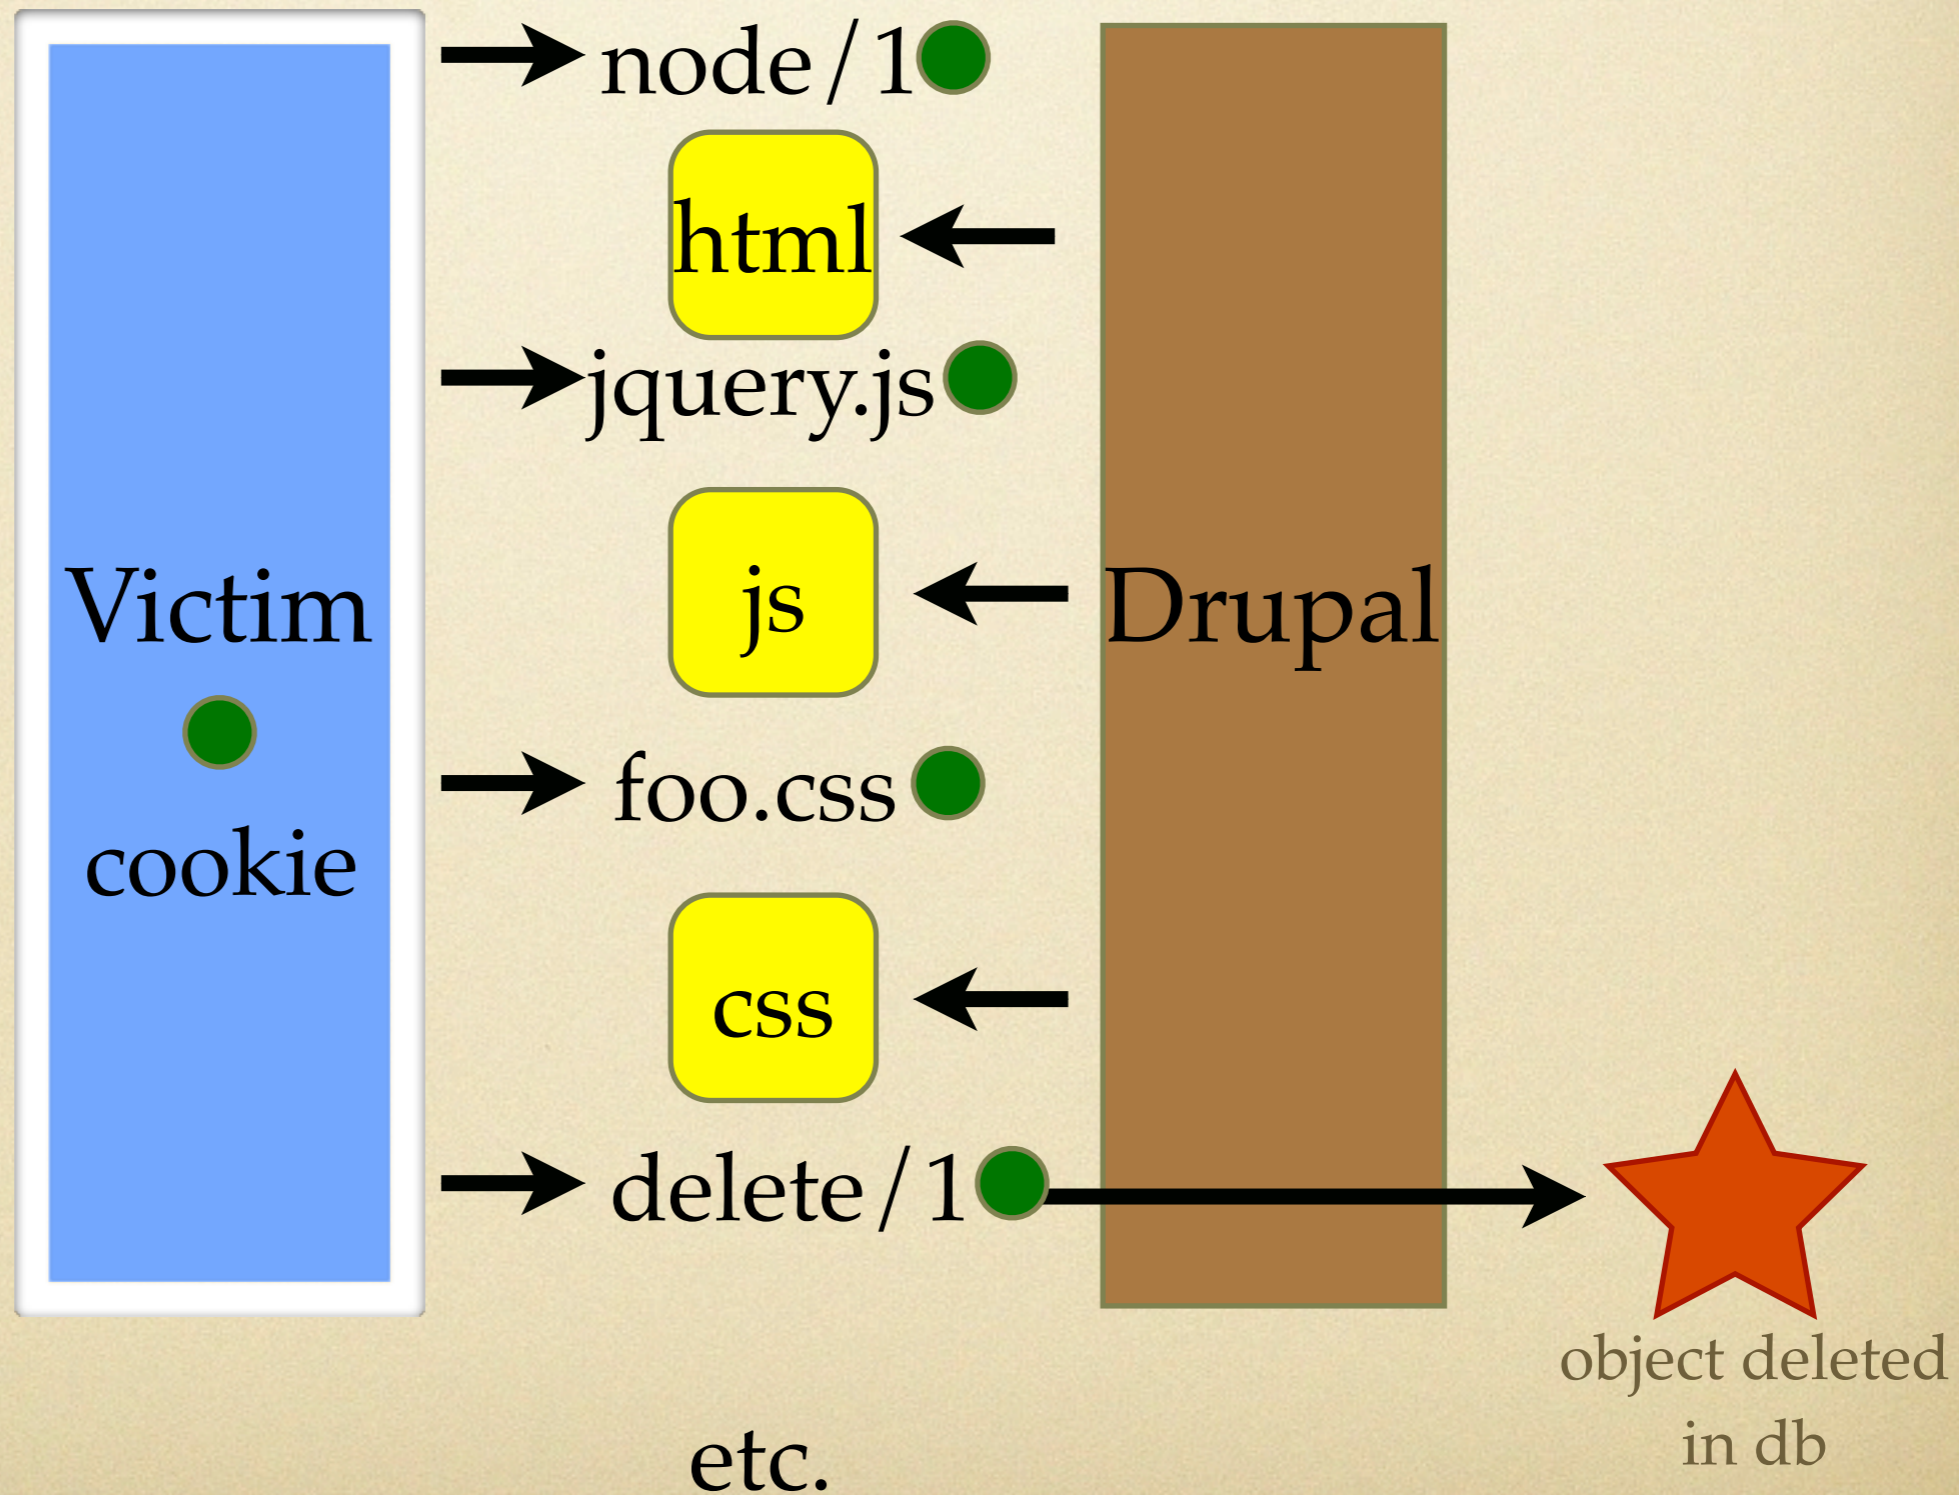 node/1
html
jquery.js
js
Victim
Drupal
cookie
foo.css
css
delete/1
object deleted
in db
etc.